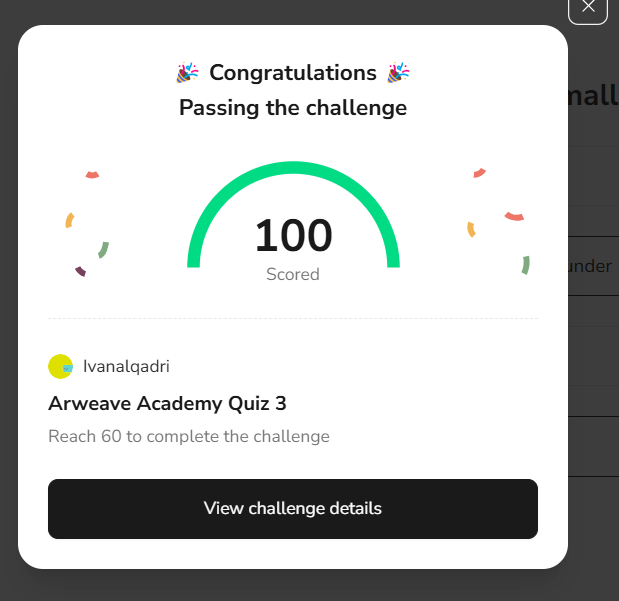 🎉 Congratulations 🎉
Passing the challenge
100
Scored
Ivanalqadri
Arweave Academy Quiz 3
Reach 60 to complete the challenge
View challenge details
under